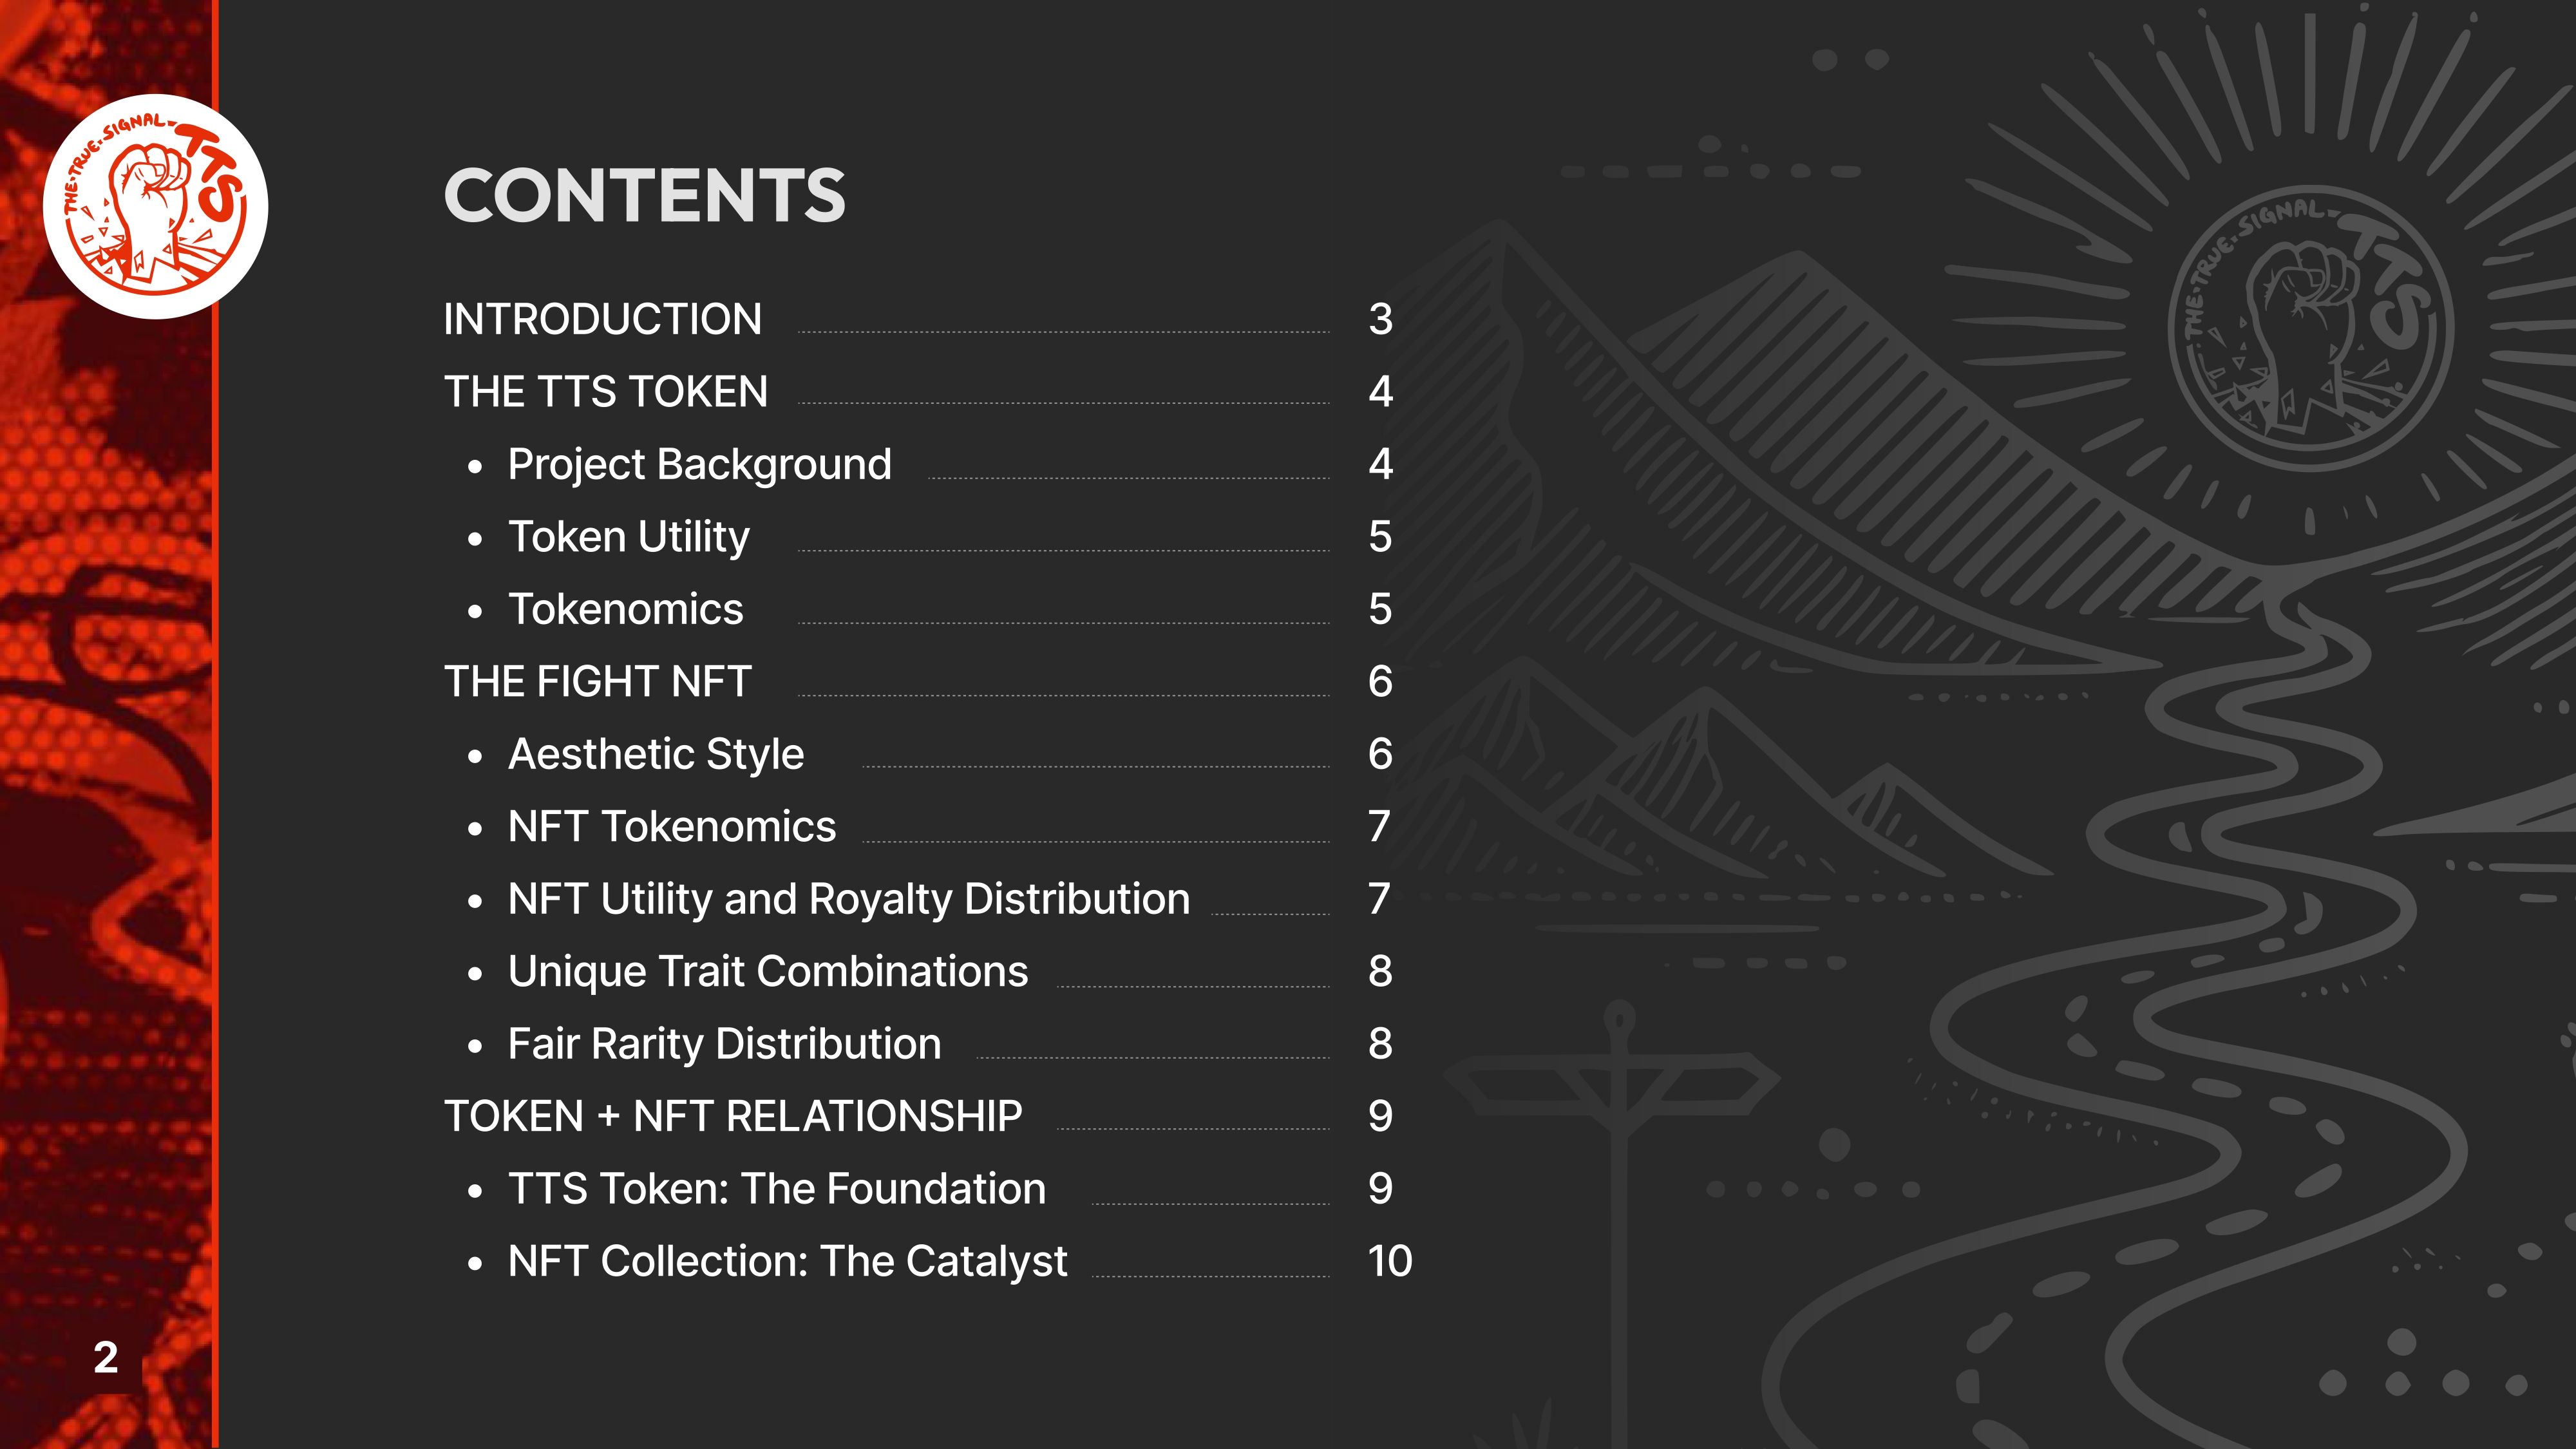 THE·TRUE·SIGNAL-TTS
CONTENTS
INTRODUCTION 3
THE TTS TOKEN 4
• Project Background 4
• Token Utility 5
• Tokenomics 5
THE FIGHT NFT 6
• Aesthetic Style 6
• NFT Tokenomics 7
• NFT Utility and Royalty Distribution 7
• Unique Trait Combinations 8
• Fair Rarity Distribution 8
TOKEN + NFT RELATIONSHIP 9
• TTS Token: The Foundation 9
• NFT Collection: The Catalyst 10
THE·TRUE·SIGNAL-TTS
2